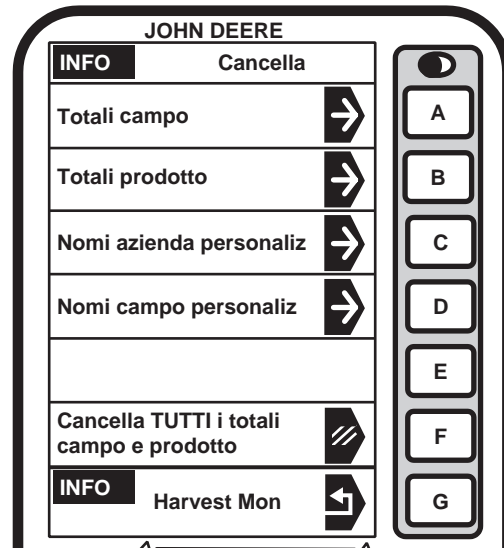 JOHN DEERE
INFO Cancella
Totali campo
A
Totali prodotto
B
Nomi azienda personaliz
C
Nomi campo personaliz
D
E
Cancella TUTTI i totali
campo e prodotto
F
INFO
Harvest Mon
G